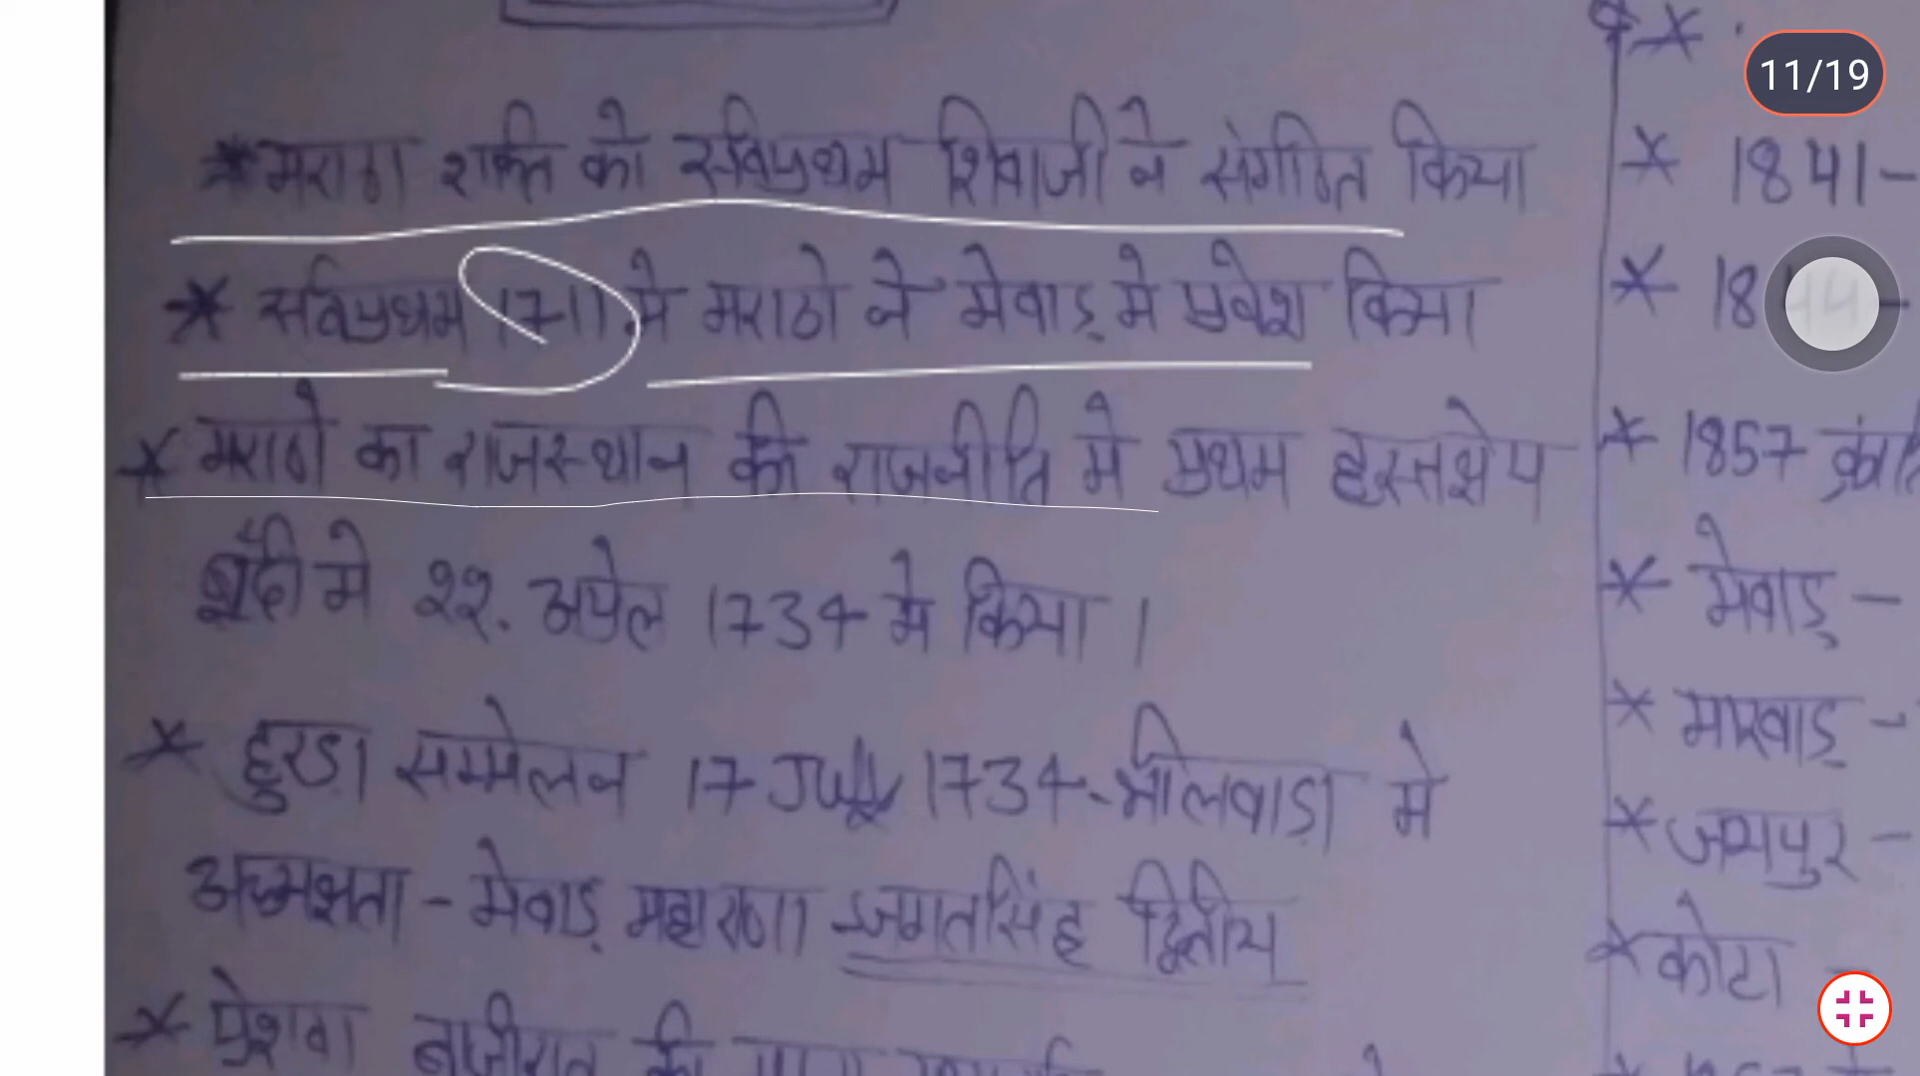 * मराठा शक्ति को सर्वप्रथम शिवाजी ने संगठित किया
* सर्वप्रथम 1711 मे मराठो ने मेवाड़ मे प्रवेश किया।
* मराठो का राजस्थान की राजनीति मे प्रथम हस्तक्षेप
बूंदी मे २२. अप्रेल 1734 मे किया।
* हुरडा़ सम्मेलन 17 July 1734 - भीलवाडा़ मे
अध्यक्षता - मेवाड़ महाराणा जगतसिंह द्वितीय
* पेशवा बाजीराव की
11/19
*
* 1841 -
* 1844 -
* 1857 क्रांति
* मेवाड़ -
* मारवाड़ -
* जयपुर -
* कोटा -